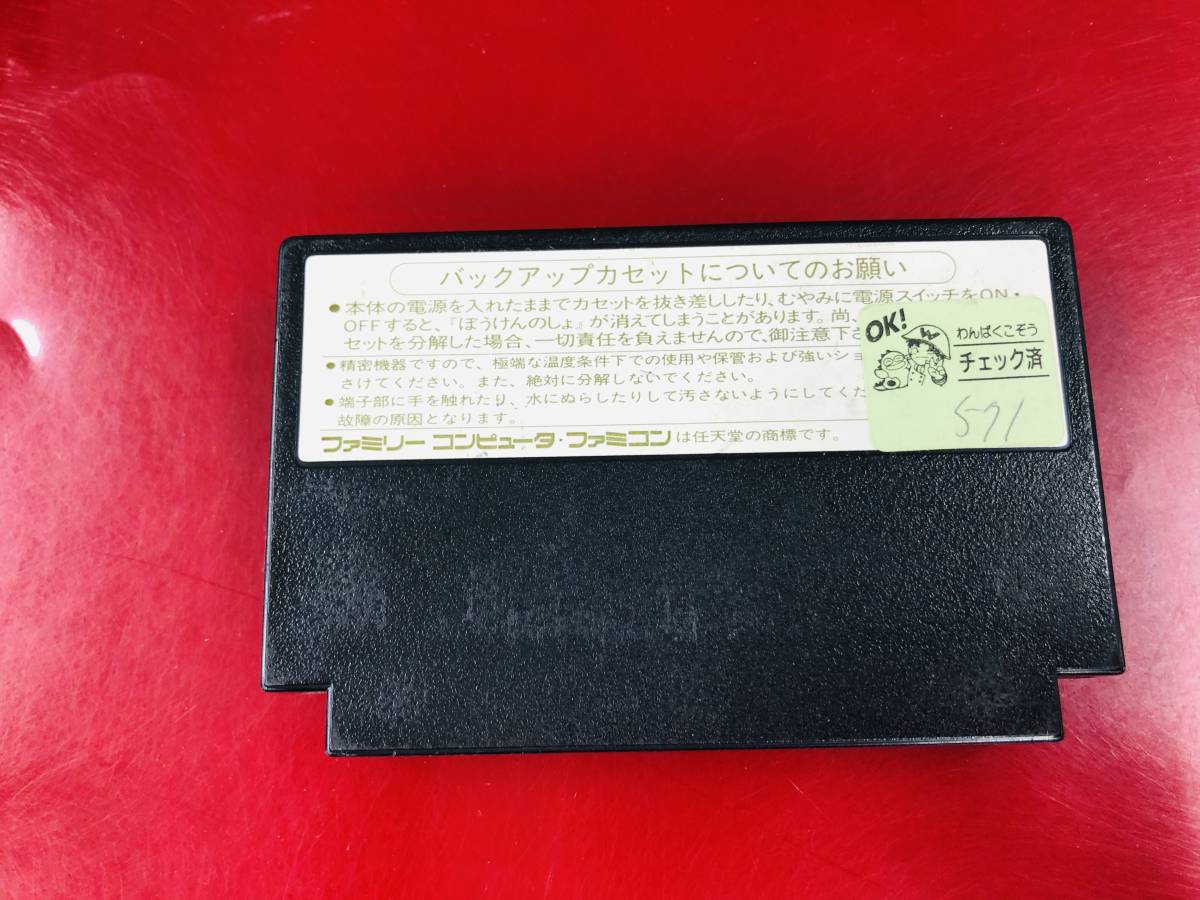 バックアップカセットについてのお願い
●本体の電源を入れたままでカセットを抜き差ししたり、むやみに電源スイッチをON・
OFFすると、『ぼうけんのしょ』が消えてしまうことがあります。尚、
セットを分解した場合、一切責任を負えませんので、御注意下さ
●精密機器ですので、極端な温度条件下での使用や保管および強いショ
さけてください。また、絶対に分解しないでください。
●端子部に手を触れたり、水にぬらしたりして汚さないようにしてくだ
故障の原因となります。
ファミリーコンピュータ・ファミコンは任天堂の商標です。
OK!
わんぱくこぞう
チェック済
571